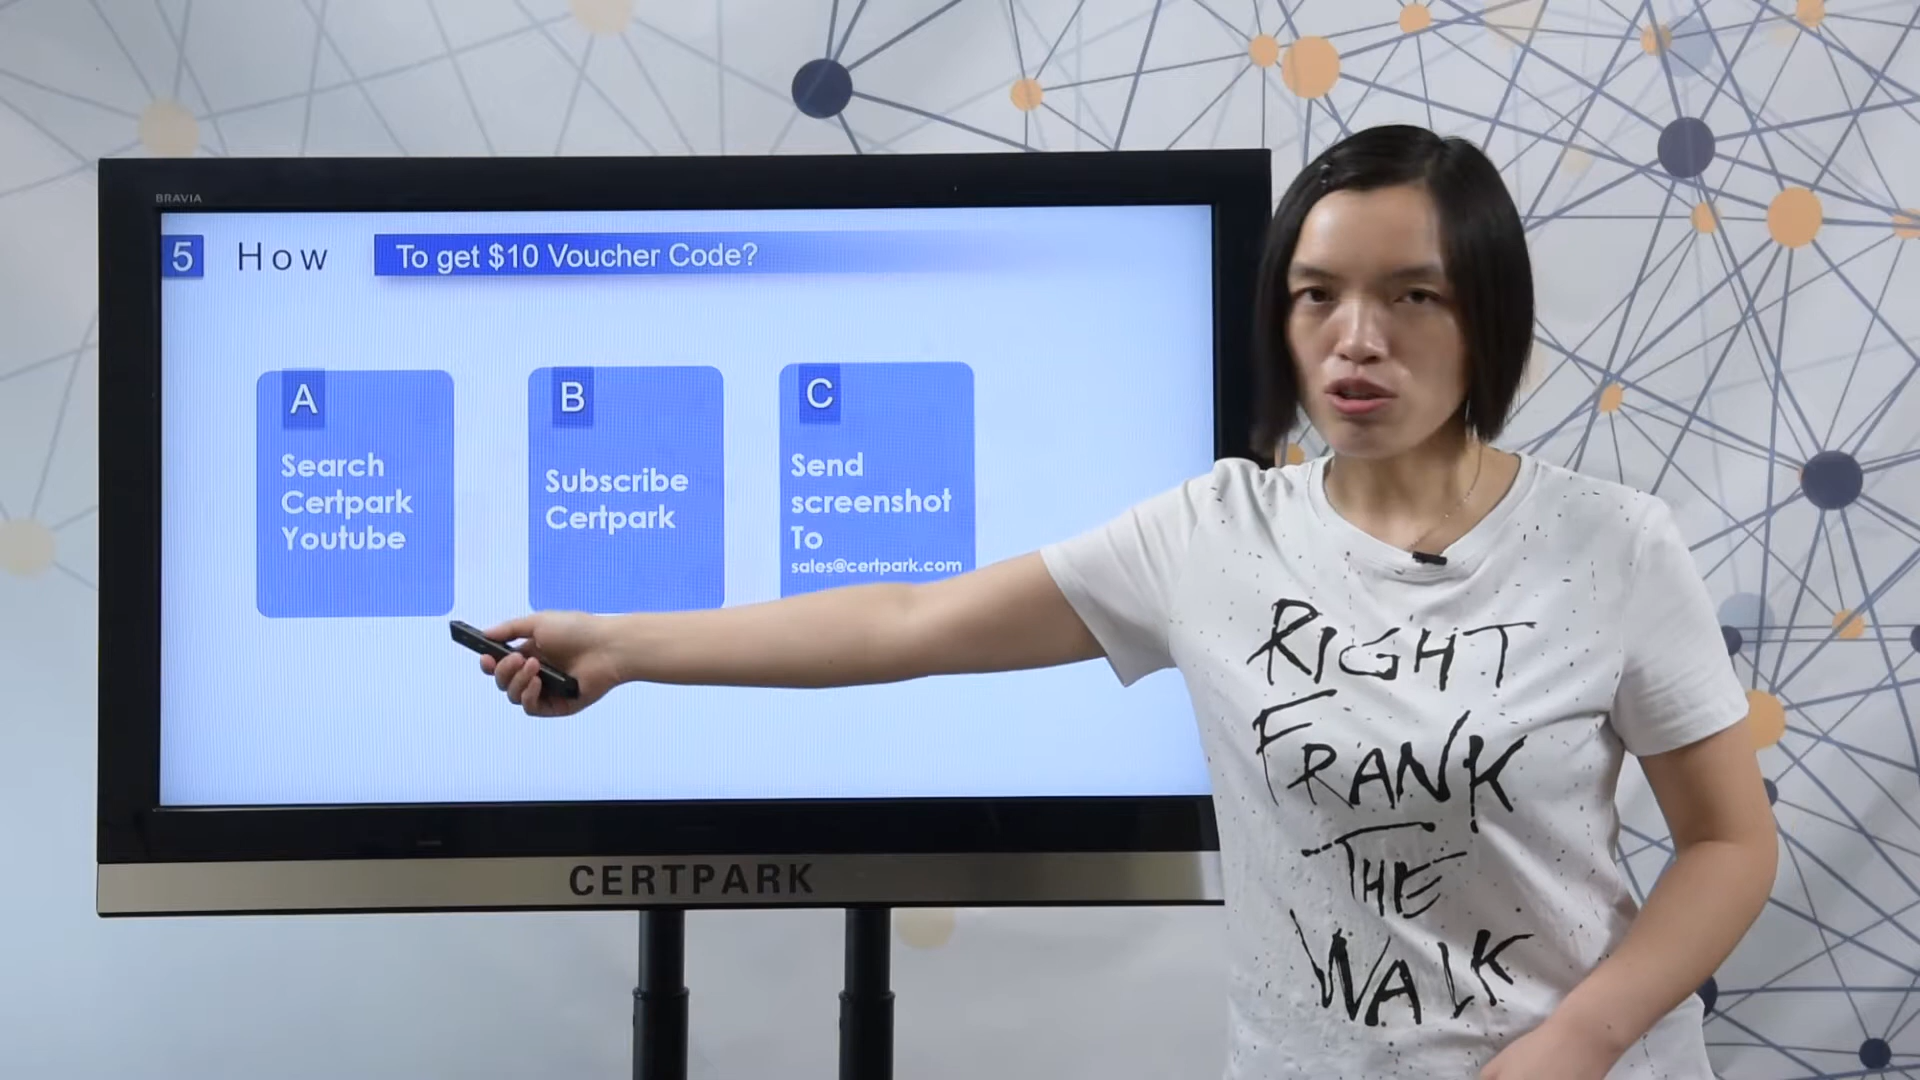 BRAVIA
5 How To get $10 Voucher Code?
A
Search
Certpark
Youtube
B
Subscribe
Certpark
C
Send
screenshot
To
sales@certpark.com
CERTPARK
RIGHT
FRANK
THE
WALK